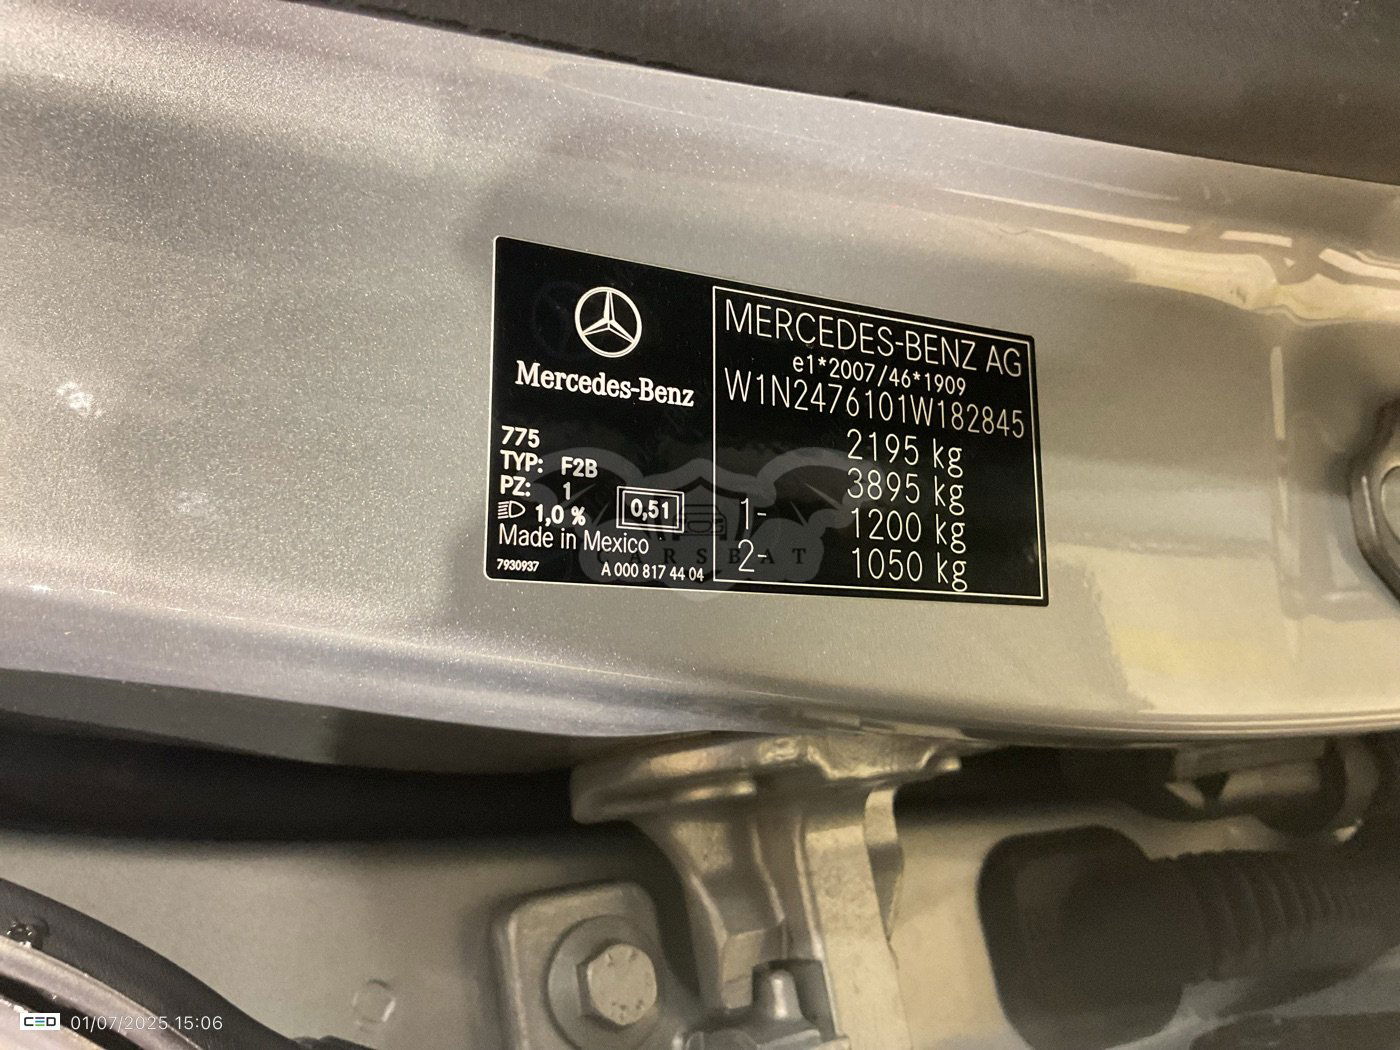 Mercedes-Benz
775
TYP: F2B
PZ: 1
1,0 %
0,51
Made in Mexico
7930937
A 000 817 44 04
MERCEDES-BENZ AG
e1*2007/46*1909
W1N2476101W182845
2195 kg
3895 kg
1- 1200 kg
2- 1050 kg
CARSBAT
CED 01/07/2025 15:06